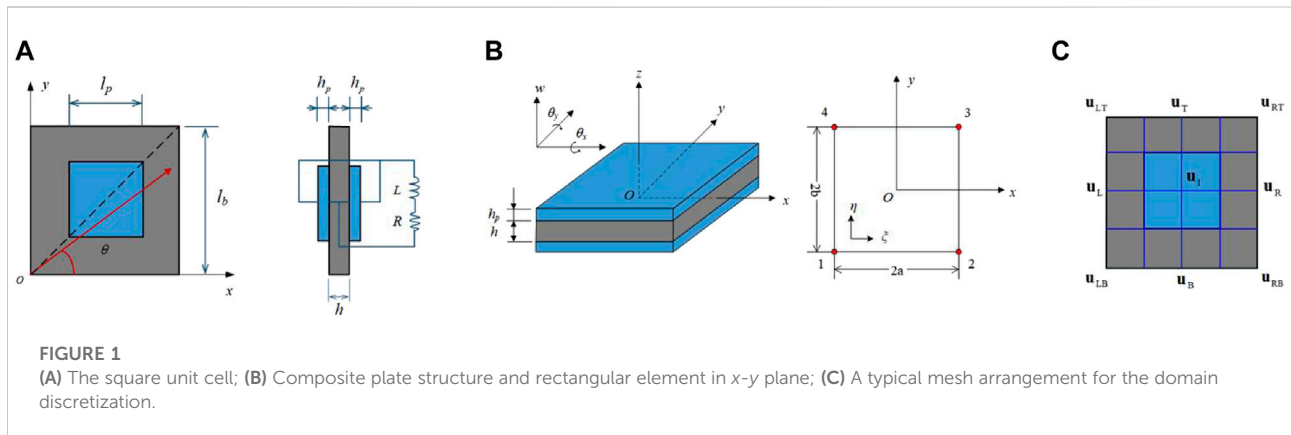 A
y
l_p
l_b
θ
o
x
h_p
h_p
L
R
h
B
w
θ_y
θ_x
z
y
O
x
h_p
h
y
4
3
2b
O
x
η
ξ
1
2
2a
C
u_LT
u_T
u_RT
u_L
u_I
u_R
u_LB
u_B
u_RB
FIGURE 1
(A) The square unit cell; (B) Composite plate structure and rectangular element in x-y plane; (C) A typical mesh arrangement for the domain
discretization.